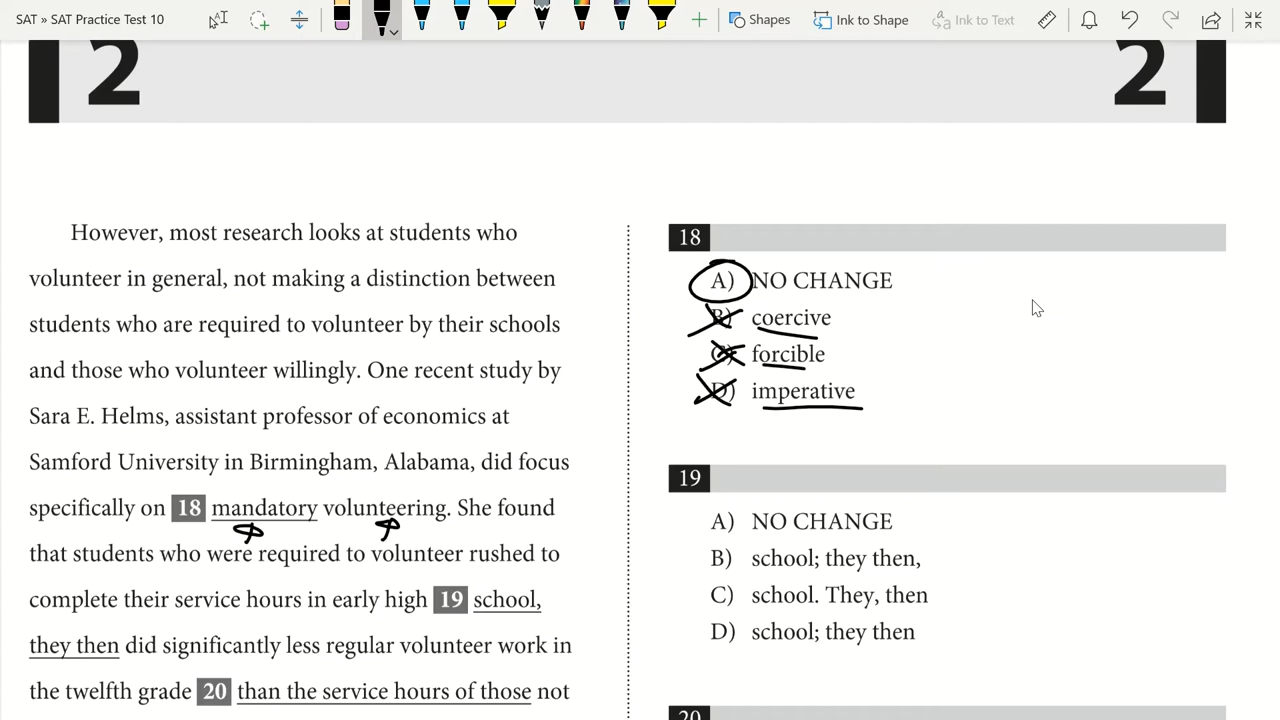 SAT » SAT Practice Test 10
Shapes
Ink to Shape
Ink to Text
2
2
However, most research looks at students who
volunteer in general, not making a distinction between
students who are required to volunteer by their schools
and those who volunteer willingly. One recent study by
Sara E. Helms, assistant professor of economics at
Samford University in Birmingham, Alabama, did focus
specifically on 18 mandatory volunteering. She found
that students who were required to volunteer rushed to
complete their service hours in early high 19 school,
they then did significantly less regular volunteer work in
the twelfth grade 20 than the service hours of those not
18
A) NO CHANGE
B) coercive
C) forcible
D) imperative
19
A) NO CHANGE
B) school; they then,
C) school. They, then
D) school; they then
20